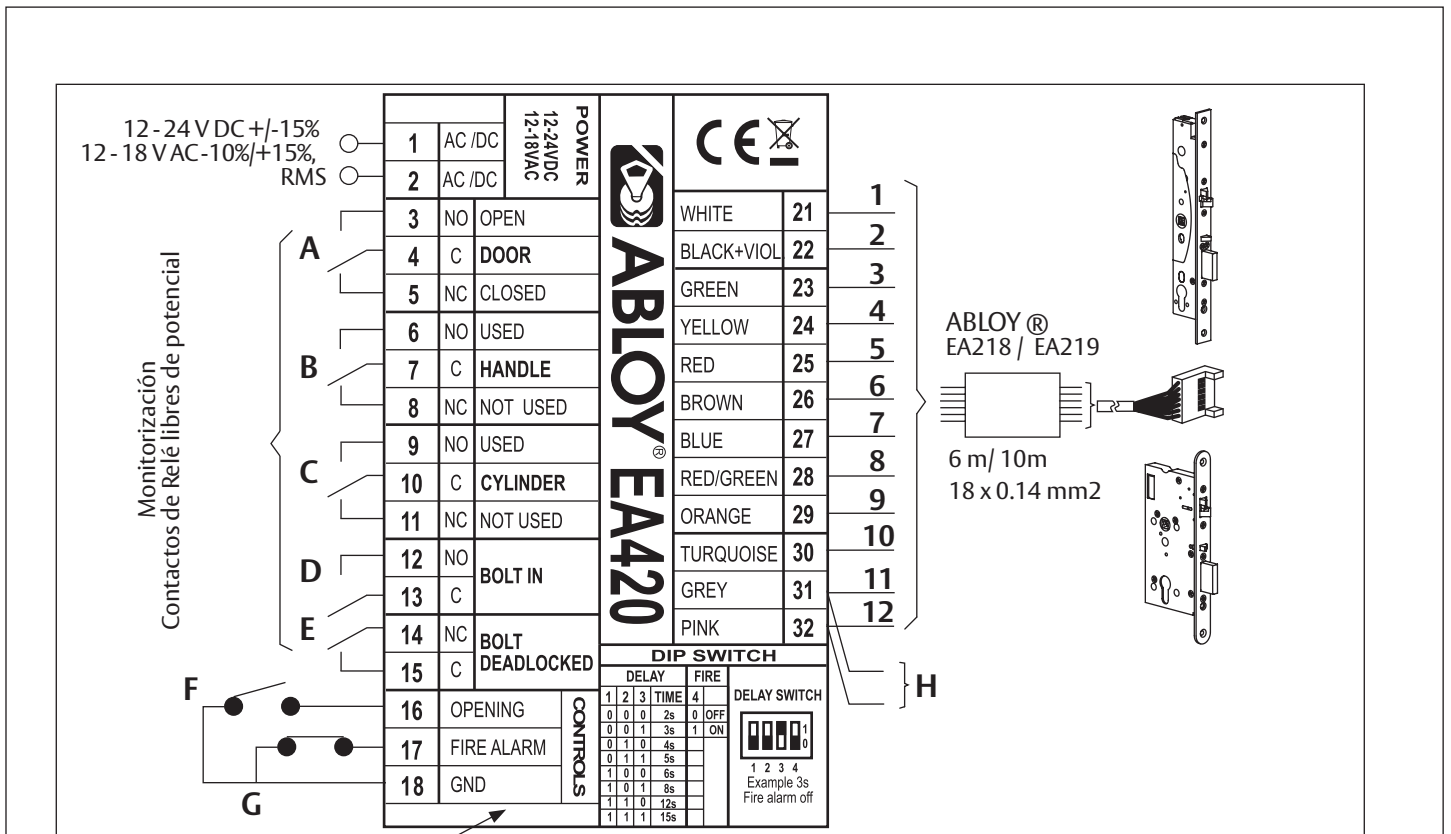 12 - 24 V DC +/-15%
12 - 18 V AC -10%/+15%,
RMS
Monitorización
Contactos de Relé libres de potencial
A
B
C
D
E
F
G
1 AC /DC
2 AC /DC
POWER
12-24VDC
12-18VAC
3 NO OPEN
4 C DOOR
5 NC CLOSED
6 NO USED
7 C HANDLE
8 NC NOT USED
9 NO USED
10 C CYLINDER
11 NC NOT USED
12 NO
BOLT IN
13 C
14 NC
BOLT
DEADLOCKED
15 C
16 OPENING
17 FIRE ALARM
18 GND
CONTROLS
ABLOY® EA420
CE
WHITE 21 1
BLACK+VIOL 22 2
GREEN 23 3
YELLOW 24 4
RED 25 5
BROWN 26 6
BLUE 27 7
RED/GREEN 28 8
ORANGE 29 9
TURQUOISE 30 10
GREY 31 11
PINK 32 12
H
DIP SWITCH
DELAY FIRE
1 2 3 TIME 4
0 0 0 2s 0 OFF
0 0 1 3s 1 ON
0 1 0 4s
0 1 1 5s
1 0 0 6s
1 0 1 8s
1 1 0 12s
1 1 1 15s
DELAY SWITCH
1
0
1 2 3 4
Example 3s
Fire alarm off
ABLOY ®
EA218 / EA219
6 m/ 10m
18 x 0.14 mm2